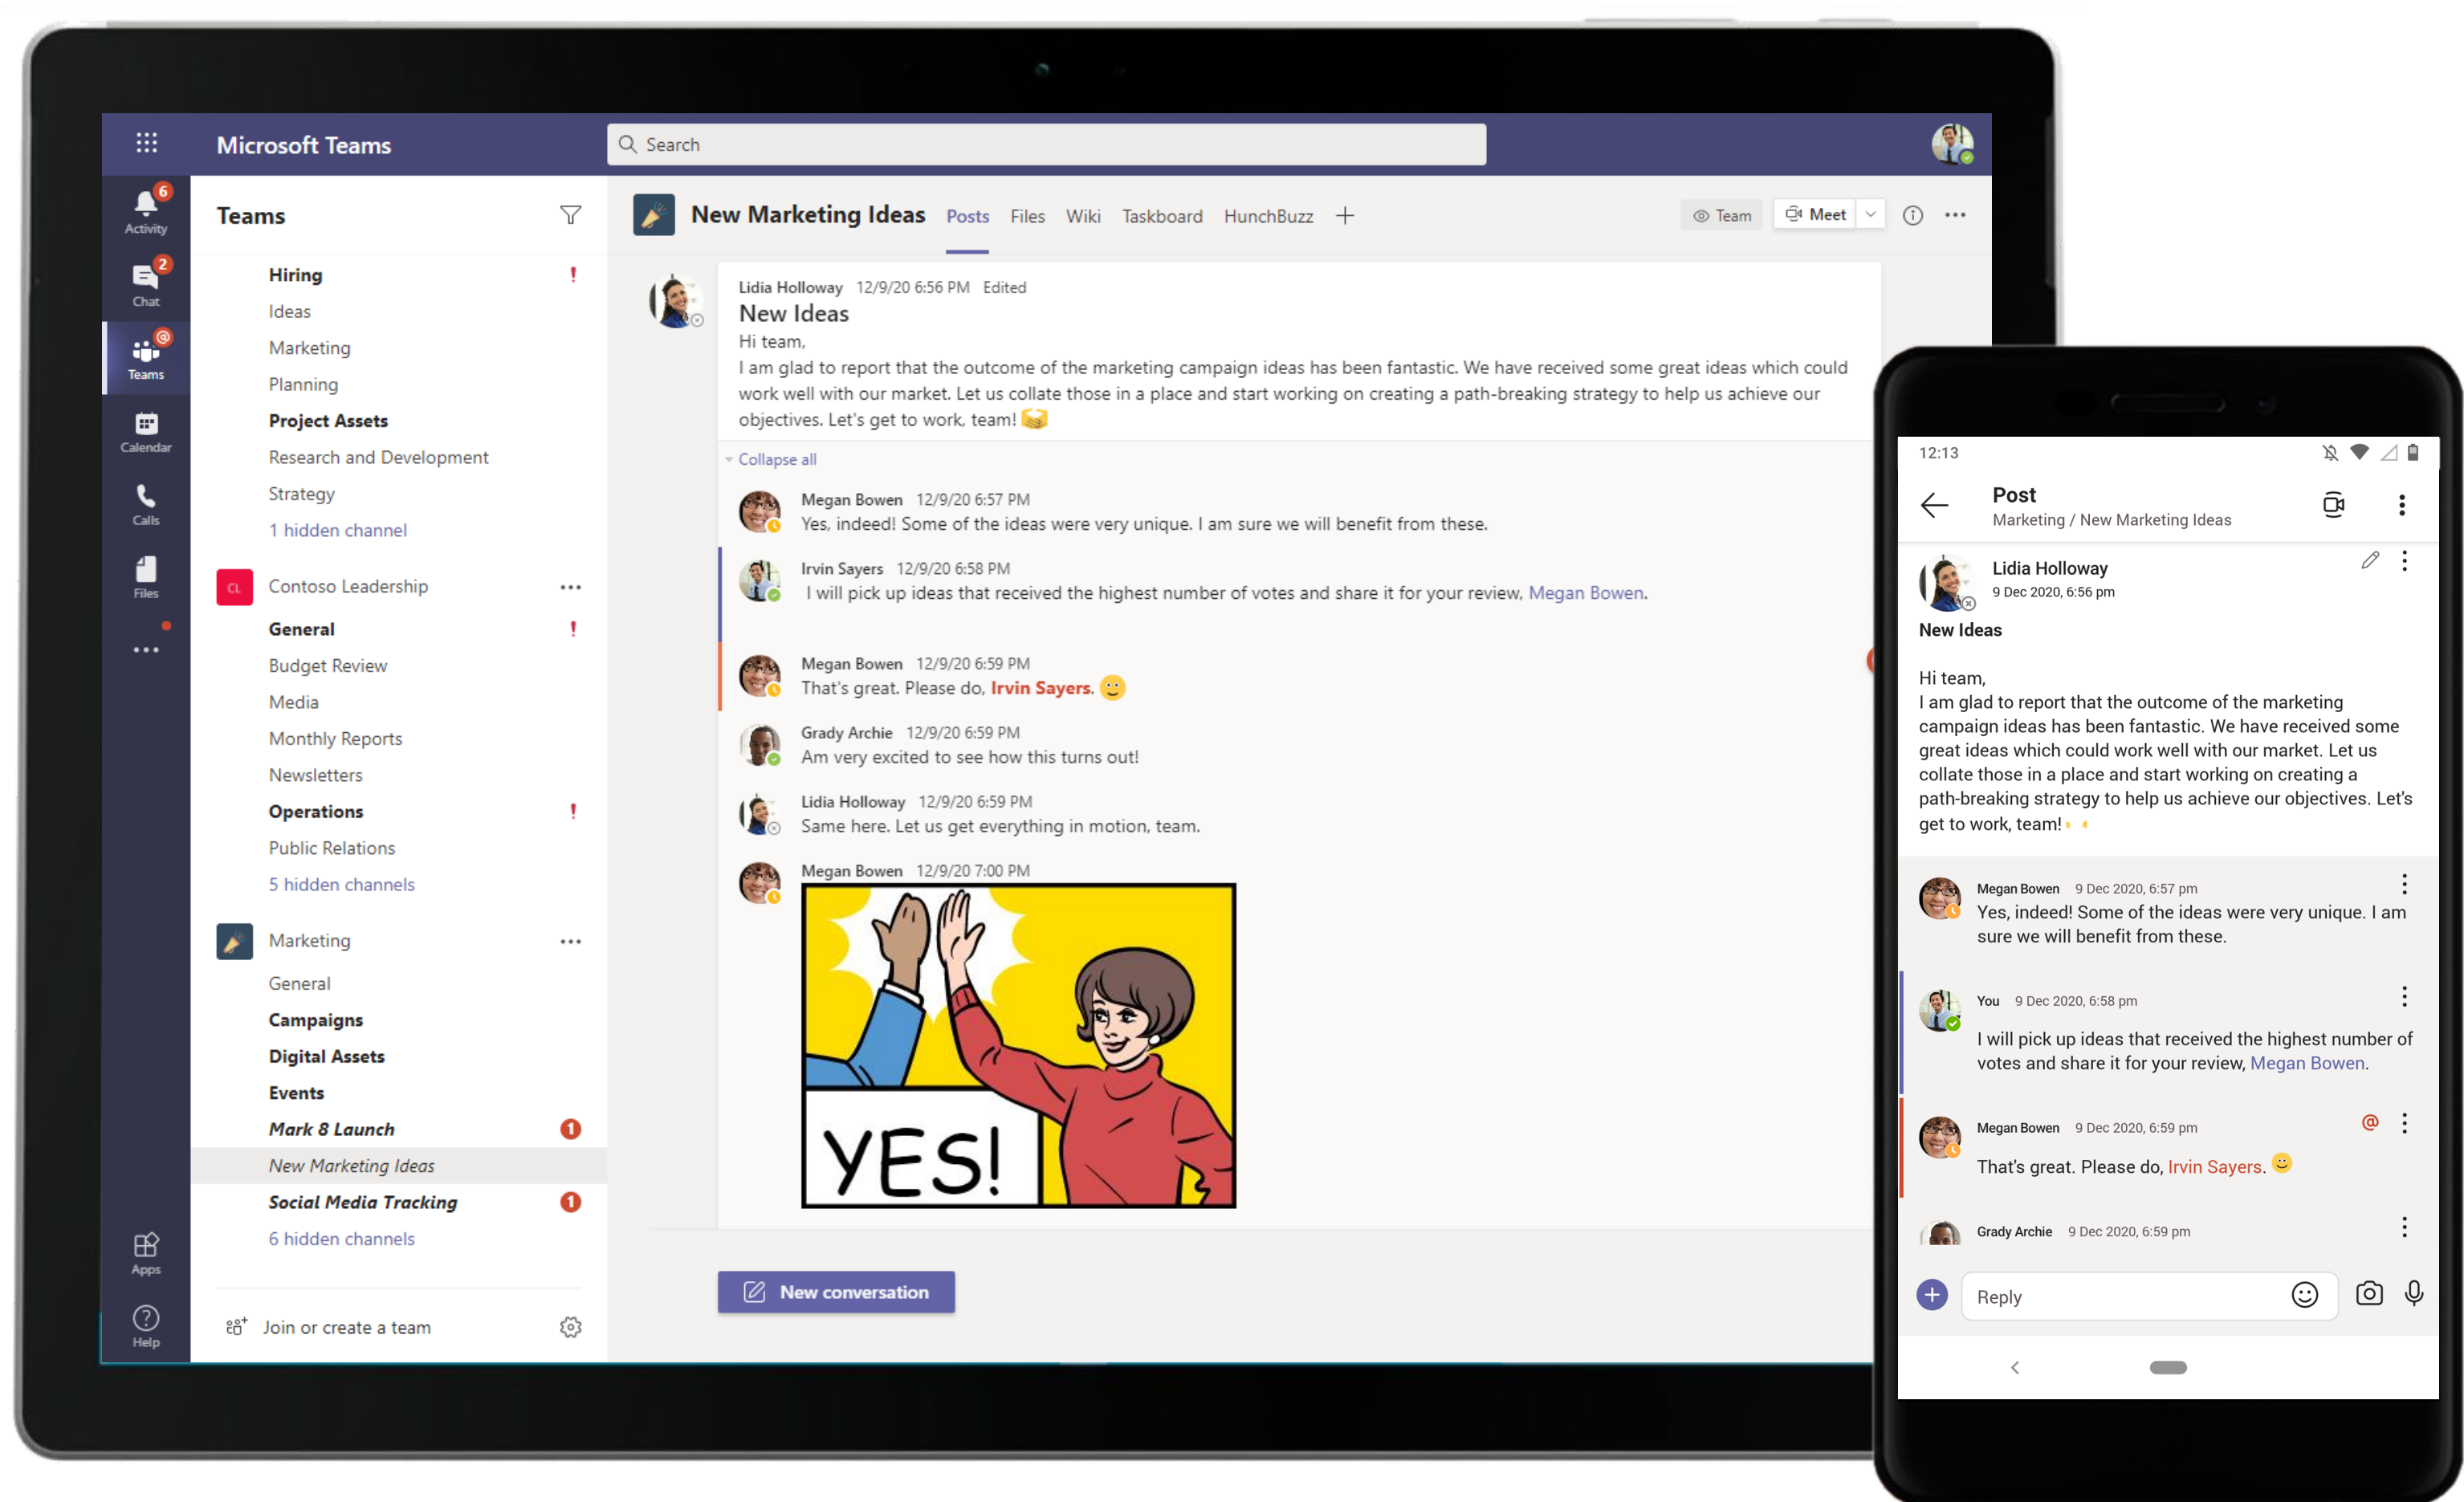 Microsoft Teams
Search
6
Activity
2
Chat
@
Teams
Calendar
Calls
Files
Apps
Help
Teams
Hiring !
Ideas
Marketing
Planning
Project Assets
Research and Development
Strategy
1 hidden channel
CL Contoso Leadership
General !
Budget Review
Media
Monthly Reports
Newsletters
Operations !
Public Relations
5 hidden channels
Marketing
General
Campaigns
Digital Assets
Events
Mark 8 Launch 1
New Marketing Ideas
Social Media Tracking 1
6 hidden channels
Join or create a team
New Marketing Ideas Posts Files Wiki Taskboard HunchBuzz + Team Meet
Lidia Holloway 12/9/20 6:56 PM Edited
New Ideas
Hi team,
I am glad to report that the outcome of the marketing campaign ideas has been fantastic. We have received some great ideas which could
work well with our market. Let us collate those in a place and start working on creating a path-breaking strategy to help us achieve our
objectives. Let's get to work, team!
Collapse all
Megan Bowen 12/9/20 6:57 PM
Yes, indeed! Some of the ideas were very unique. I am sure we will benefit from these.
Irvin Sayers 12/9/20 6:58 PM
I will pick up ideas that received the highest number of votes and share it for your review, Megan Bowen.
Megan Bowen 12/9/20 6:59 PM
That's great. Please do, Irvin Sayers.
Grady Archie 12/9/20 6:59 PM
Am very excited to see how this turns out!
Lidia Holloway 12/9/20 6:59 PM
Same here. Let us get everything in motion, team.
Megan Bowen 12/9/20 7:00 PM
YES!
New conversation
12:13
Post
Marketing / New Marketing Ideas
Lidia Holloway
9 Dec 2020, 6:56 pm
New Ideas
Hi team,
I am glad to report that the outcome of the marketing
campaign ideas has been fantastic. We have received some
great ideas which could work well with our market. Let us
collate those in a place and start working on creating a
path-breaking strategy to help us achieve our objectives. Let's
get to work, team!
Megan Bowen 9 Dec 2020, 6:57 pm
Yes, indeed! Some of the ideas were very unique. I am
sure we will benefit from these.
You 9 Dec 2020, 6:58 pm
I will pick up ideas that received the highest number of
votes and share it for your review, Megan Bowen.
Megan Bowen 9 Dec 2020, 6:59 pm @
That's great. Please do, Irvin Sayers.
Grady Archie 9 Dec 2020, 6:59 pm
Reply